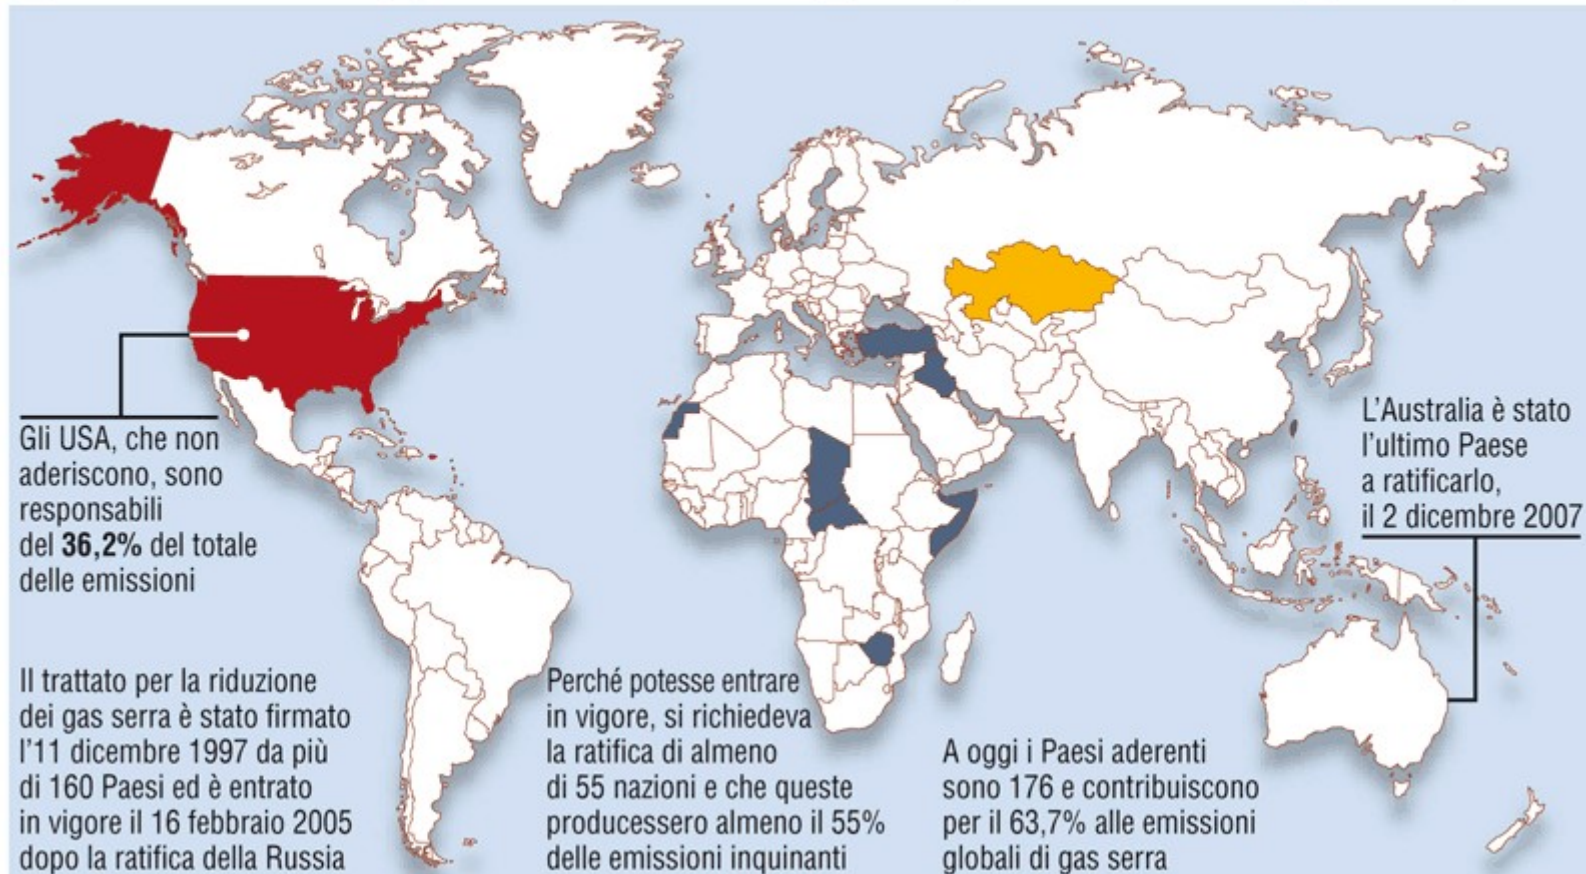 Gli USA, che non
aderiscono, sono
responsabili
del 36,2% del totale
delle emissioni
L'Australia è stato
l'ultimo Paese
a ratificarlo,
il 2 dicembre 2007
Il trattato per la riduzione
dei gas serra è stato firmato
l'11 dicembre 1997 da più
di 160 Paesi ed è entrato
in vigore il 16 febbraio 2005
dopo la ratifica della Russia
Perché potesse entrare
in vigore, si richiedeva
la ratifica di almeno
di 55 nazioni e che queste
producessero almeno il 55%
delle emissioni inquinanti
A oggi i Paesi aderenti
sono 176 e contribuiscono
per il 63,7% alle emissioni
globali di gas serra